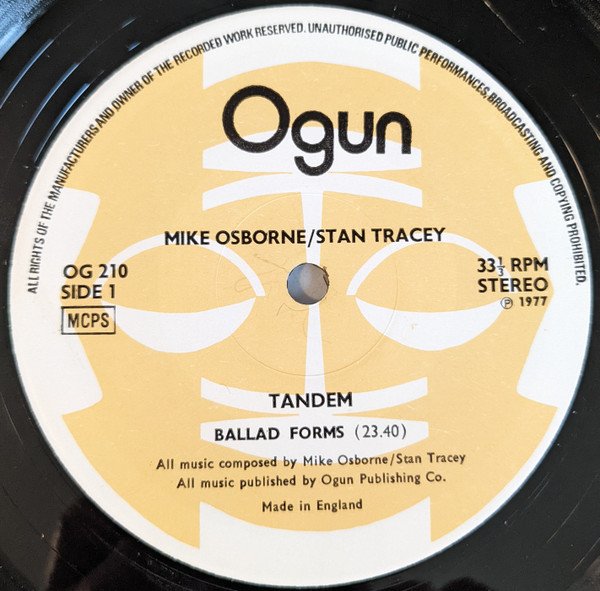 ALL RIGHTS OF THE MANUFACTURERS AND OWNER OF THE RECORDED WORK RESERVED. UNAUTHORISED PUBLIC PERFORMANCES, BROADCASTING AND COPYING PROHIBITED.
Ogun
MIKE OSBORNE/STAN TRACEY
OG 210
SIDE 1
MCPS
33⅓ RPM
STEREO
℗ 1977
TANDEM
BALLAD FORMS (23.40)
All music composed by Mike Osborne/Stan Tracey
All music published by Ogun Publishing Co.
Made in England